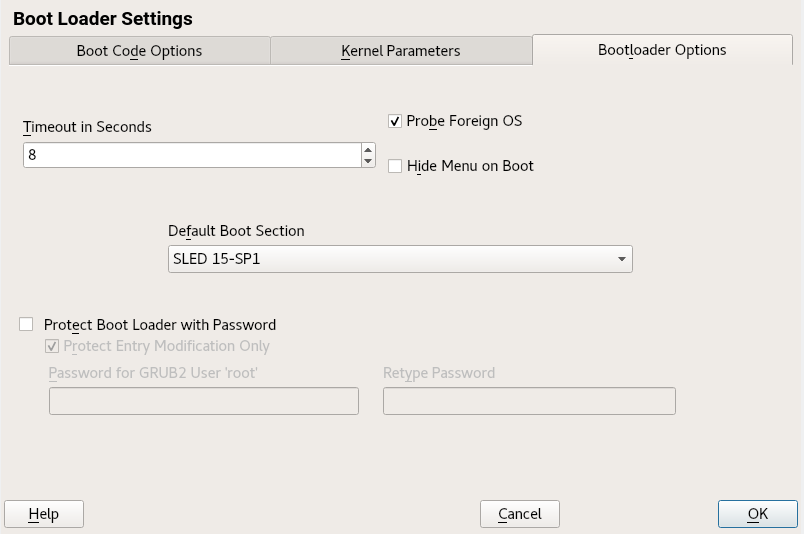 Boot Loader Settings
Boot Code Options Kernel Parameters Bootloader Options
Timeout in Seconds
8
Probe Foreign OS
Hide Menu on Boot
Default Boot Section
SLED 15-SP1
Protect Boot Loader with Password
Protect Entry Modification Only
Password for GRUB2 User 'root' Retype Password
Help Cancel OK